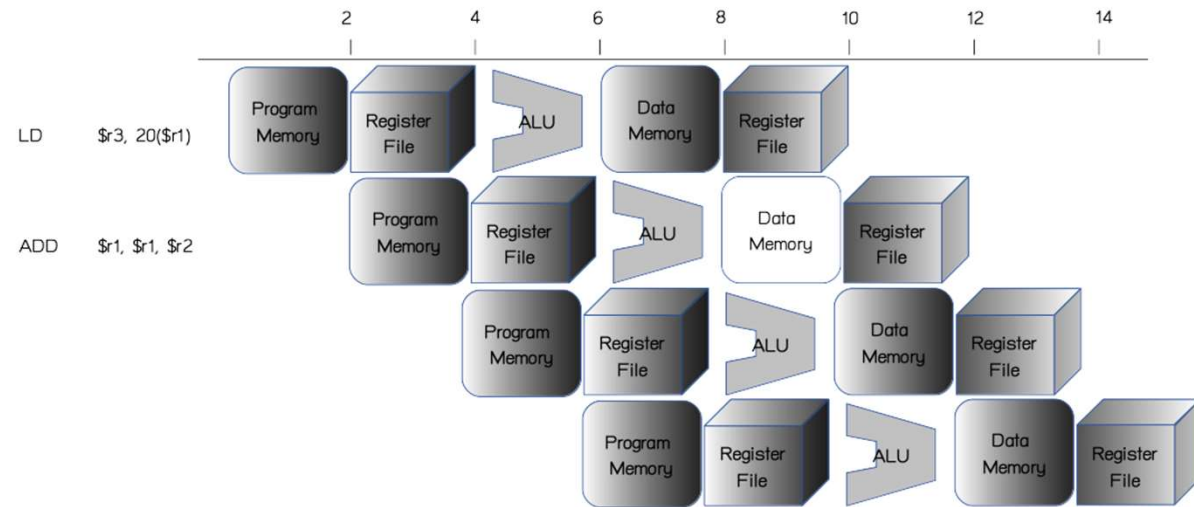 2 4 6 8 10 12 14
LD $r3, 20($r1)
Program
Memory
Register
File
ALU
Data
Memory
Register
File
ADD $r1, $r1, $r2
Program
Memory
Register
File
ALU
Data
Memory
Register
File
Program
Memory
Register
File
ALU
Data
Memory
Register
File
Program
Memory
Register
File
ALU
Data
Memory
Register
File